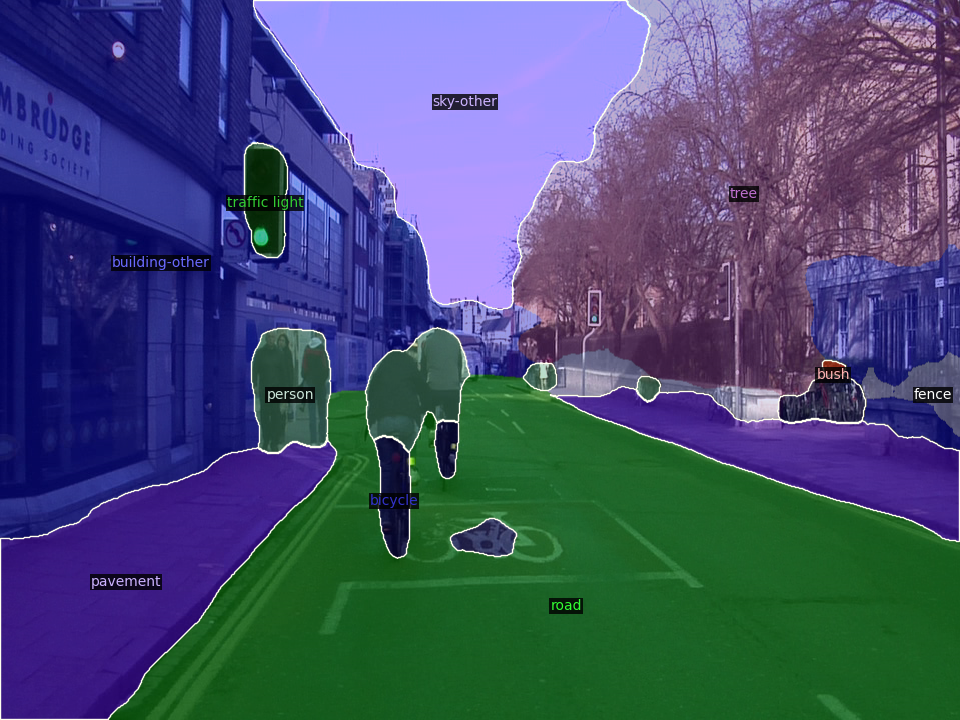 MBRIDGE
DING SOCIETY
sky-other
tree
traffic light
building-other
bush
person
fence
bicycle
pavement
road